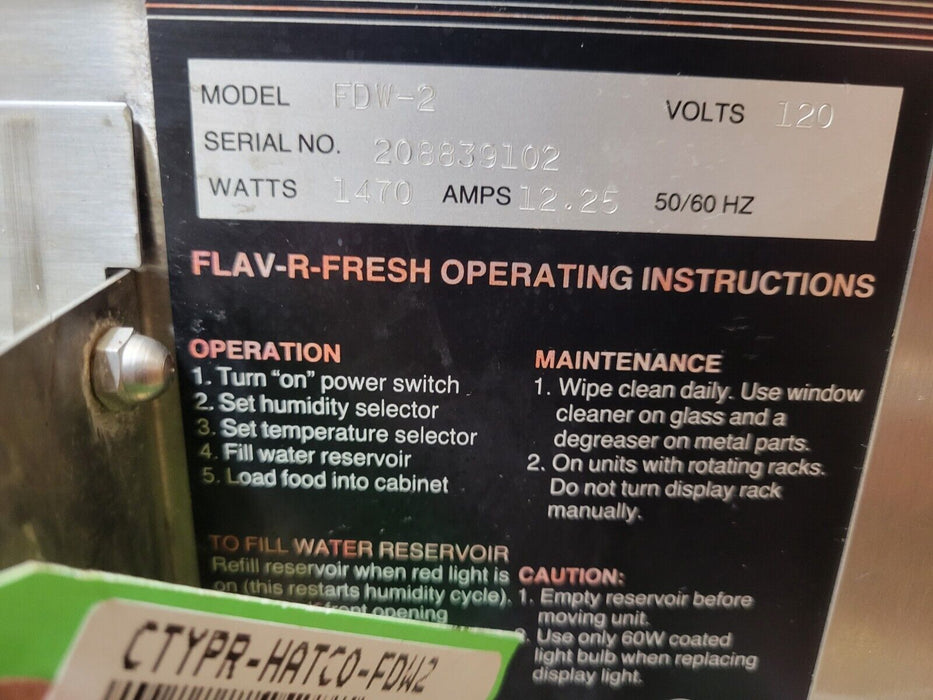 MODEL FDW-2 VOLTS 120
SERIAL NO. 208839102
WATTS 1470 AMPS 12.25 50/60 HZ
FLAV-R-FRESH OPERATING INSTRUCTIONS
OPERATION
1. Turn "on" power switch
2. Set humidity selector
3. Set temperature selector
4. Fill water reservoir
5. Load food into cabinet
TO FILL WATER RESERVOIR
Refill reservoir when red light is
on (this restarts humidity cycle).
front opening
MAINTENANCE
1. Wipe clean daily. Use window
cleaner on glass and a
degreaser on metal parts.
2. On units with rotating racks.
Do not turn display rack
manually.
CAUTION:
1. Empty reservoir before
moving unit.
2. Use only 60W coated
light bulb when replacing
display light.
CTYPR-HATCO-FDW2